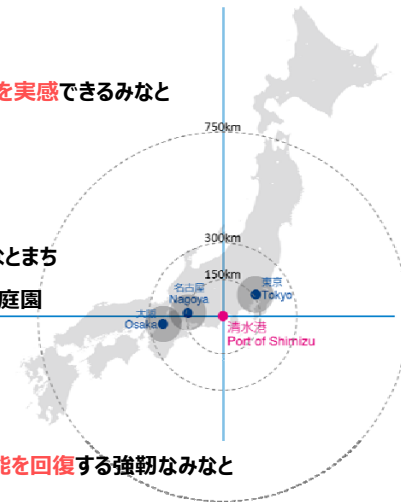 を実感できるみなと
750km
300km
なとまち
150km
東京
Tokyo
名古屋
Nagoya
庭園
大阪
Osaka
清水港
Port of Shimizu
能を回復する強靭なみなと